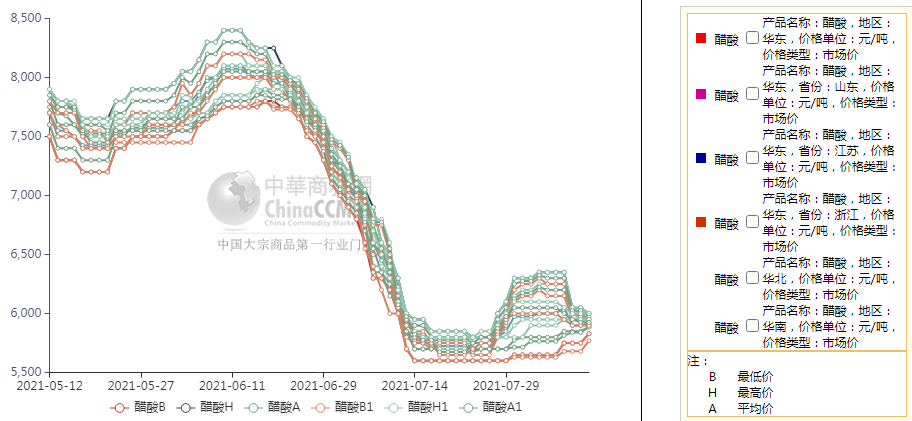 8,500
8,000
7,500
7,000
6,500
6,000
5,500
2021-05-12
2021-05-27
2021-06-11
2021-06-29
2021-07-14
2021-07-29
ChinaCCM
China Commodity Marke
中国大宗商品第一行业门
醋酸B
醋酸H
醋酸A
醋酸B1
醋酸H1
醋酸A1
醋酸
产品名称：醋酸，地区：
华东，价格单位：元/吨，
价格类型：市场价
醋酸
产品名称：醋酸，地区：
华东，省份：山东，价格
单位：元/吨，价格类型：
市场价
醋酸
产品名称：醋酸，地区：
华东，省份：江苏，价格
单位：元/吨，价格类型：
市场价
醋酸
产品名称：醋酸，地区：
华东，省份：浙江，价格
单位：元/吨，价格类型：
市场价
醋酸
产品名称：醋酸，地区：
华北，价格单位：元/吨，
价格类型：市场价
醋酸
产品名称：醋酸，地区：
华南，价格单位：元/吨，
价格类型：市场价
注：
B 最低价
H 最高价
A 平均价